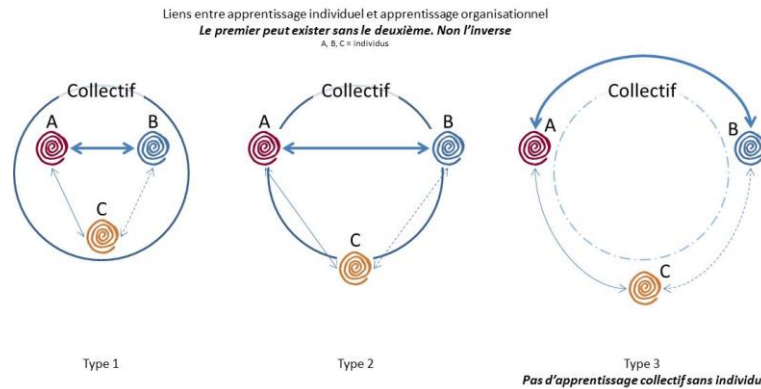 Liens entre apprentissage individuel et apprentissage organisationnel
Le premier peut exister sans le deuxième. Non l'inverse
A, B, C = individus
Collectif
A
B
C
Type 1
Collectif
A
B
C
Type 2
Collectif
A
B
C
Type 3
Pas d'apprentissage collectif sans individu